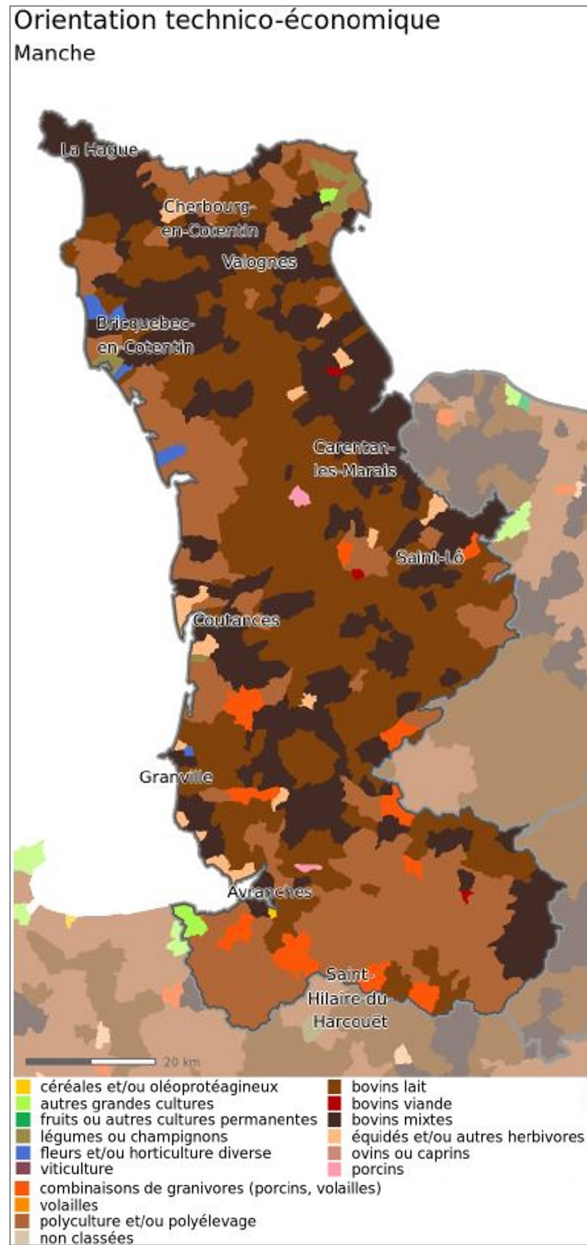 Orientation technico-économique
Manche
La Hague
Cherbourg-
en-Cotentin
Valognes
Bricquebec-
en-Cotentin
Carentan-
les-Marais
Saint-Lô
Coutances
Granville
Avranches
Saint-
Hilaire-du-
Harcouët
20 km
céréales et/ou oléoprotéagineux
autres grandes cultures
fruits ou autres cultures permanentes
légumes ou champignons
fleurs et/ou horticulture diverse
viticulture
bovins lait
bovins viande
bovins mixtes
équidés et/ou autres herbivores
ovins ou caprins
porcins
combinaisons de granivores (porcins, volailles)
volailles
polyculture et/ou polyélevage
non classées